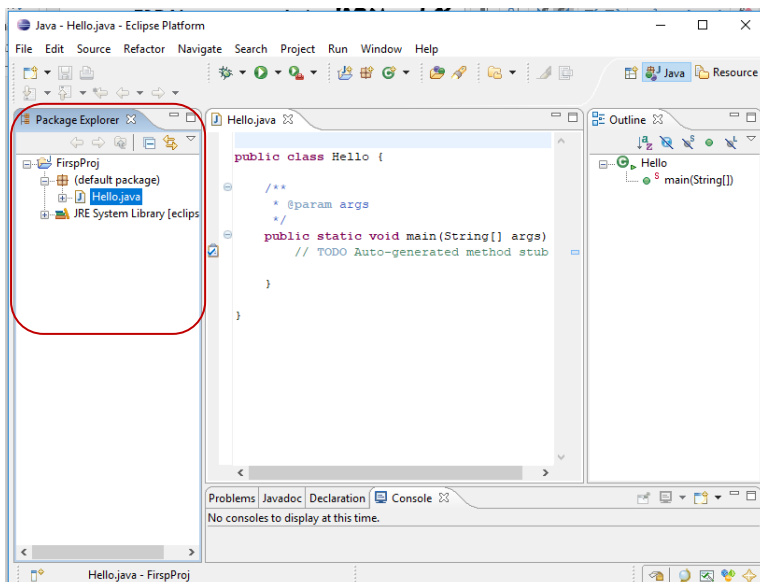 Java - Hello.java - Eclipse Platform
File Edit Source Refactor Navigate Search Project Run Window Help
Java Resource
Package Explorer
FirspProj
(default package)
Hello.java
JRE System Library [eclips
Hello.java
public class Hello {
/**
* @param args
*/
public static void main(String[] args)
// TODO Auto-generated method stub
}
}
Outline
Hello
main(String[])
Problems Javadoc Declaration Console
No consoles to display at this time.
Hello.java - FirspProj